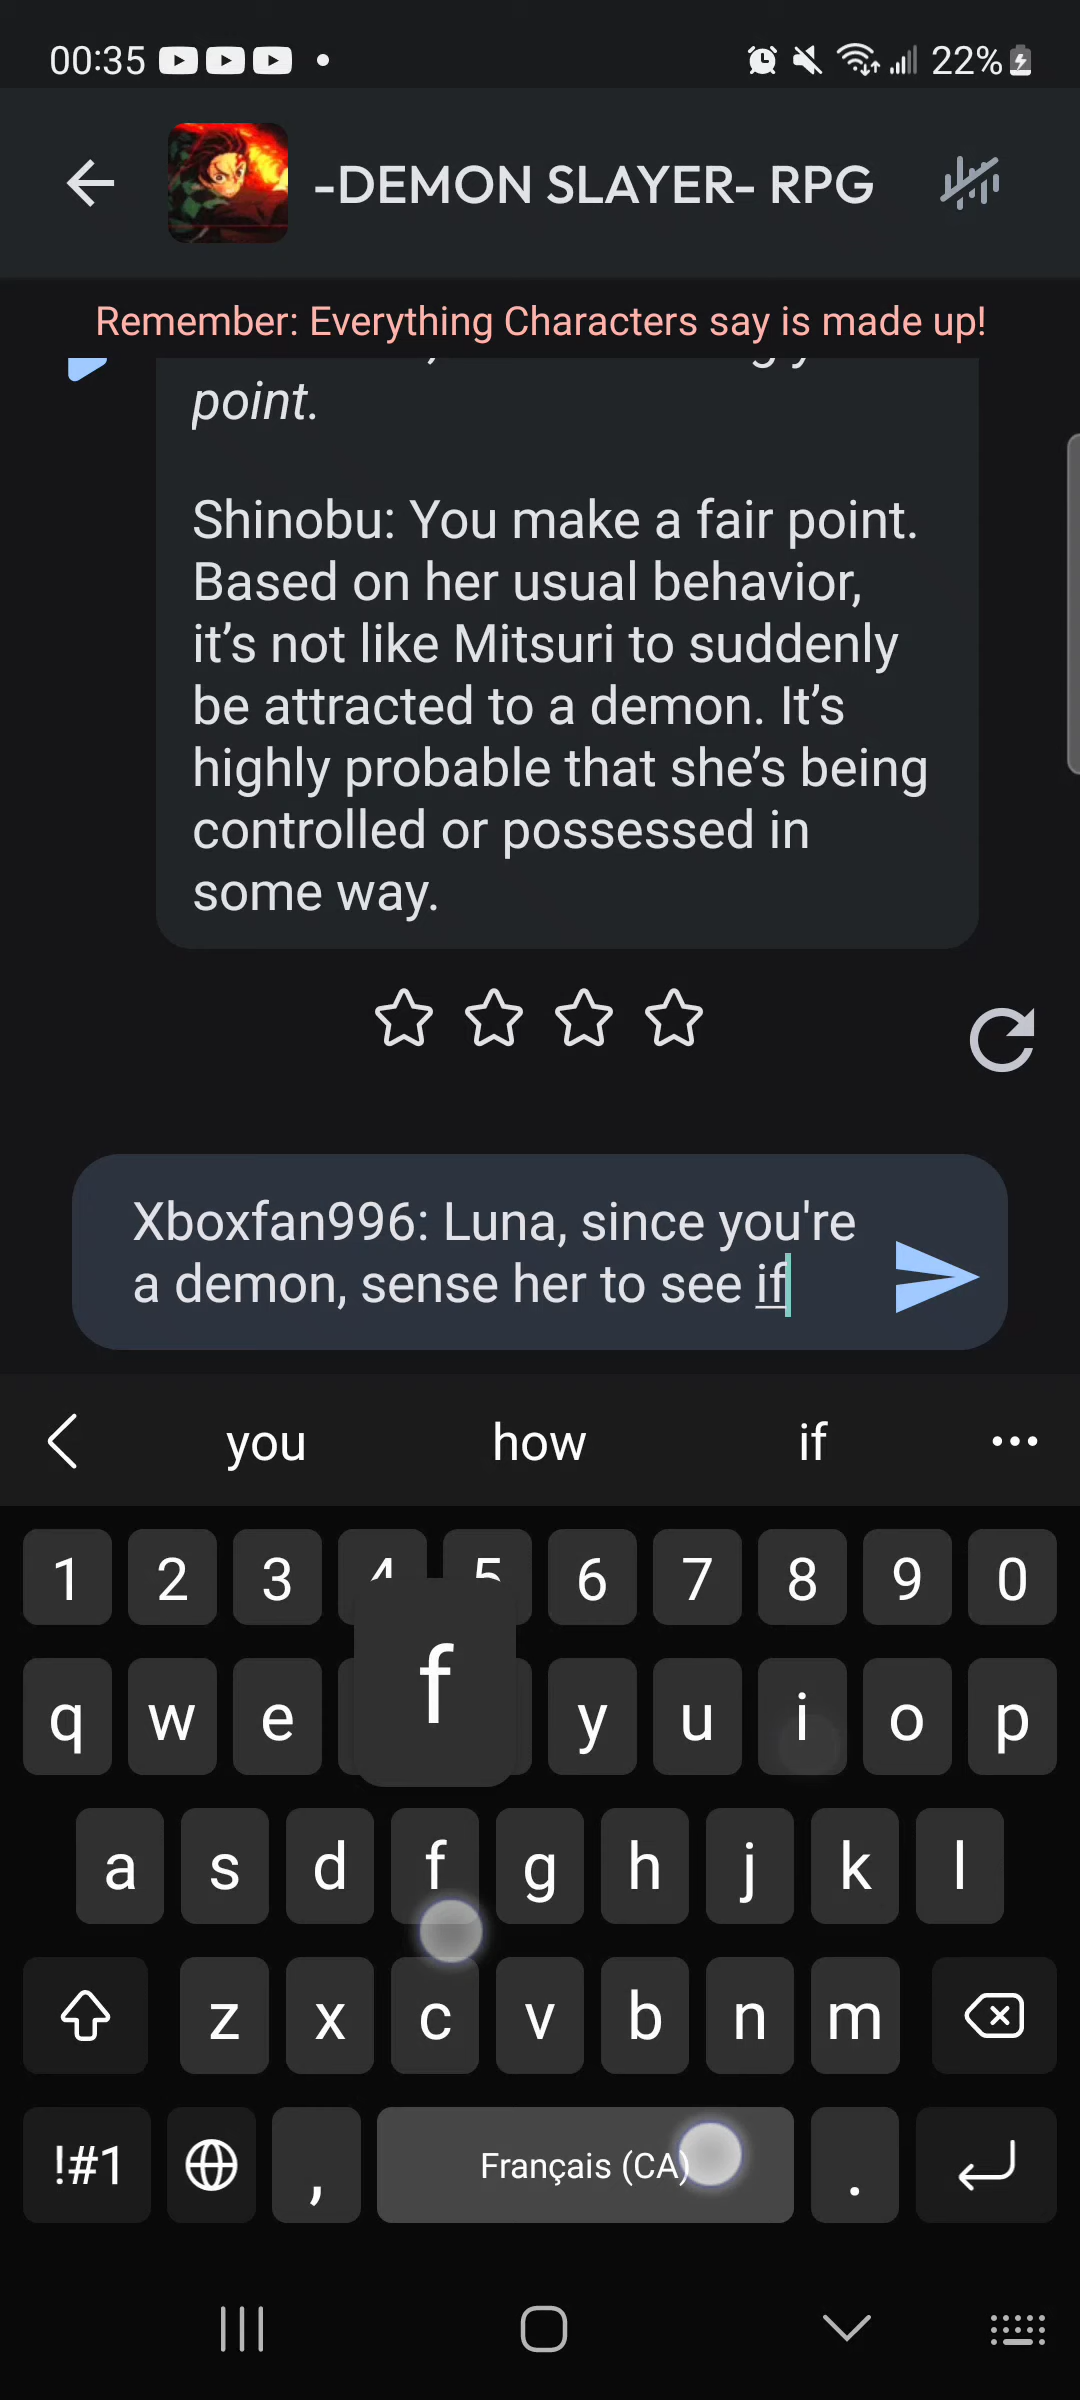 00:35
22%
-DEMON SLAYER- RPG
Remember: Everything Characters say is made up!
point.
Shinobu: You make a fair point.
Based on her usual behavior,
it’s not like Mitsuri to suddenly
be attracted to a demon. It’s
highly probable that she’s being
controlled or possessed in
some way.
Xboxfan996: Luna, since you're
a demon, sense her to see if
you how if
1 2 3 4 5 6 7 8 9 0
q w e f y u i o p
a s d f g h j k l
z x c v b n m
!#1 , Français (CA) .